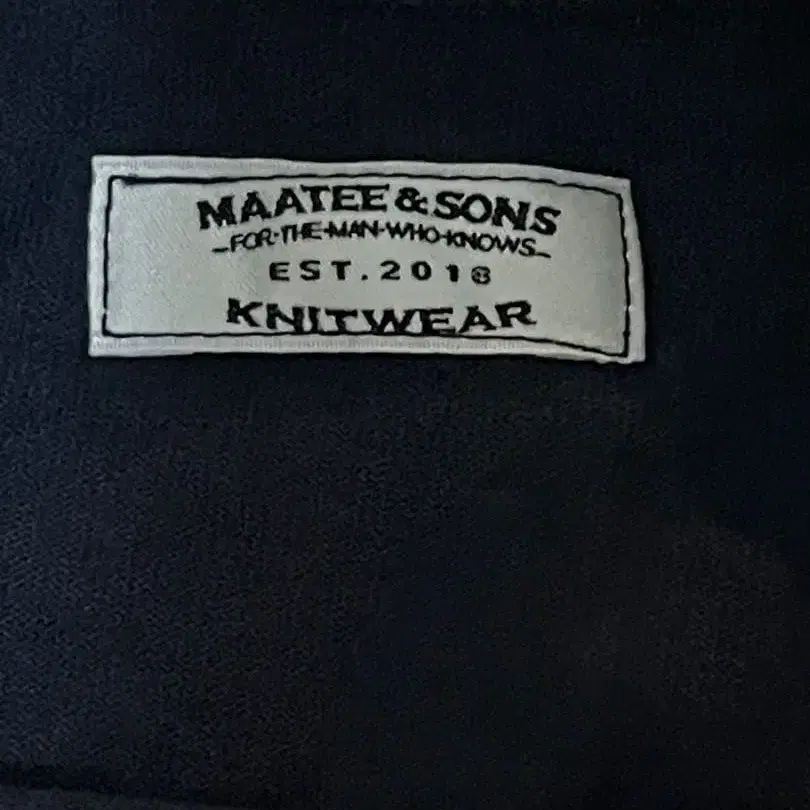 MAATEE & SONS
-FOR·THE·MAN·WHO·KNOWS-
EST.2018
KNITWEAR